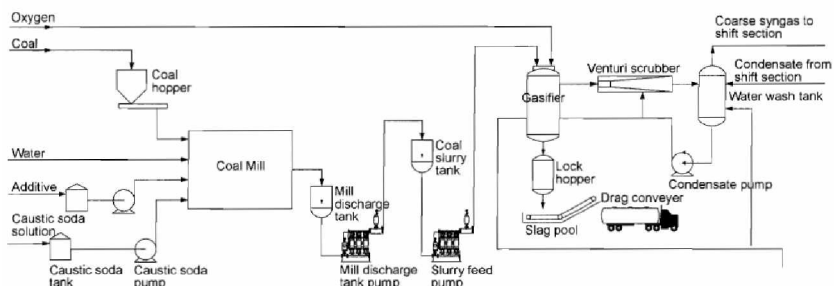 Oxygen
Coal
Coal
hopper
Water
Additive
Caustic soda
solution
Caustic soda
tank
Caustic soda
pump
Coal Mill
Mill
discharge
tank
Mill discharge
tank pump
Coal
slurry
tank
Slurry feed
pump
Gasifier
Lock
hopper
Slag pool
Drag conveyer
Venturi scrubber
Coarse syngas to
shift section
Condensate from
shift section
Water wash tank
Condensate pump